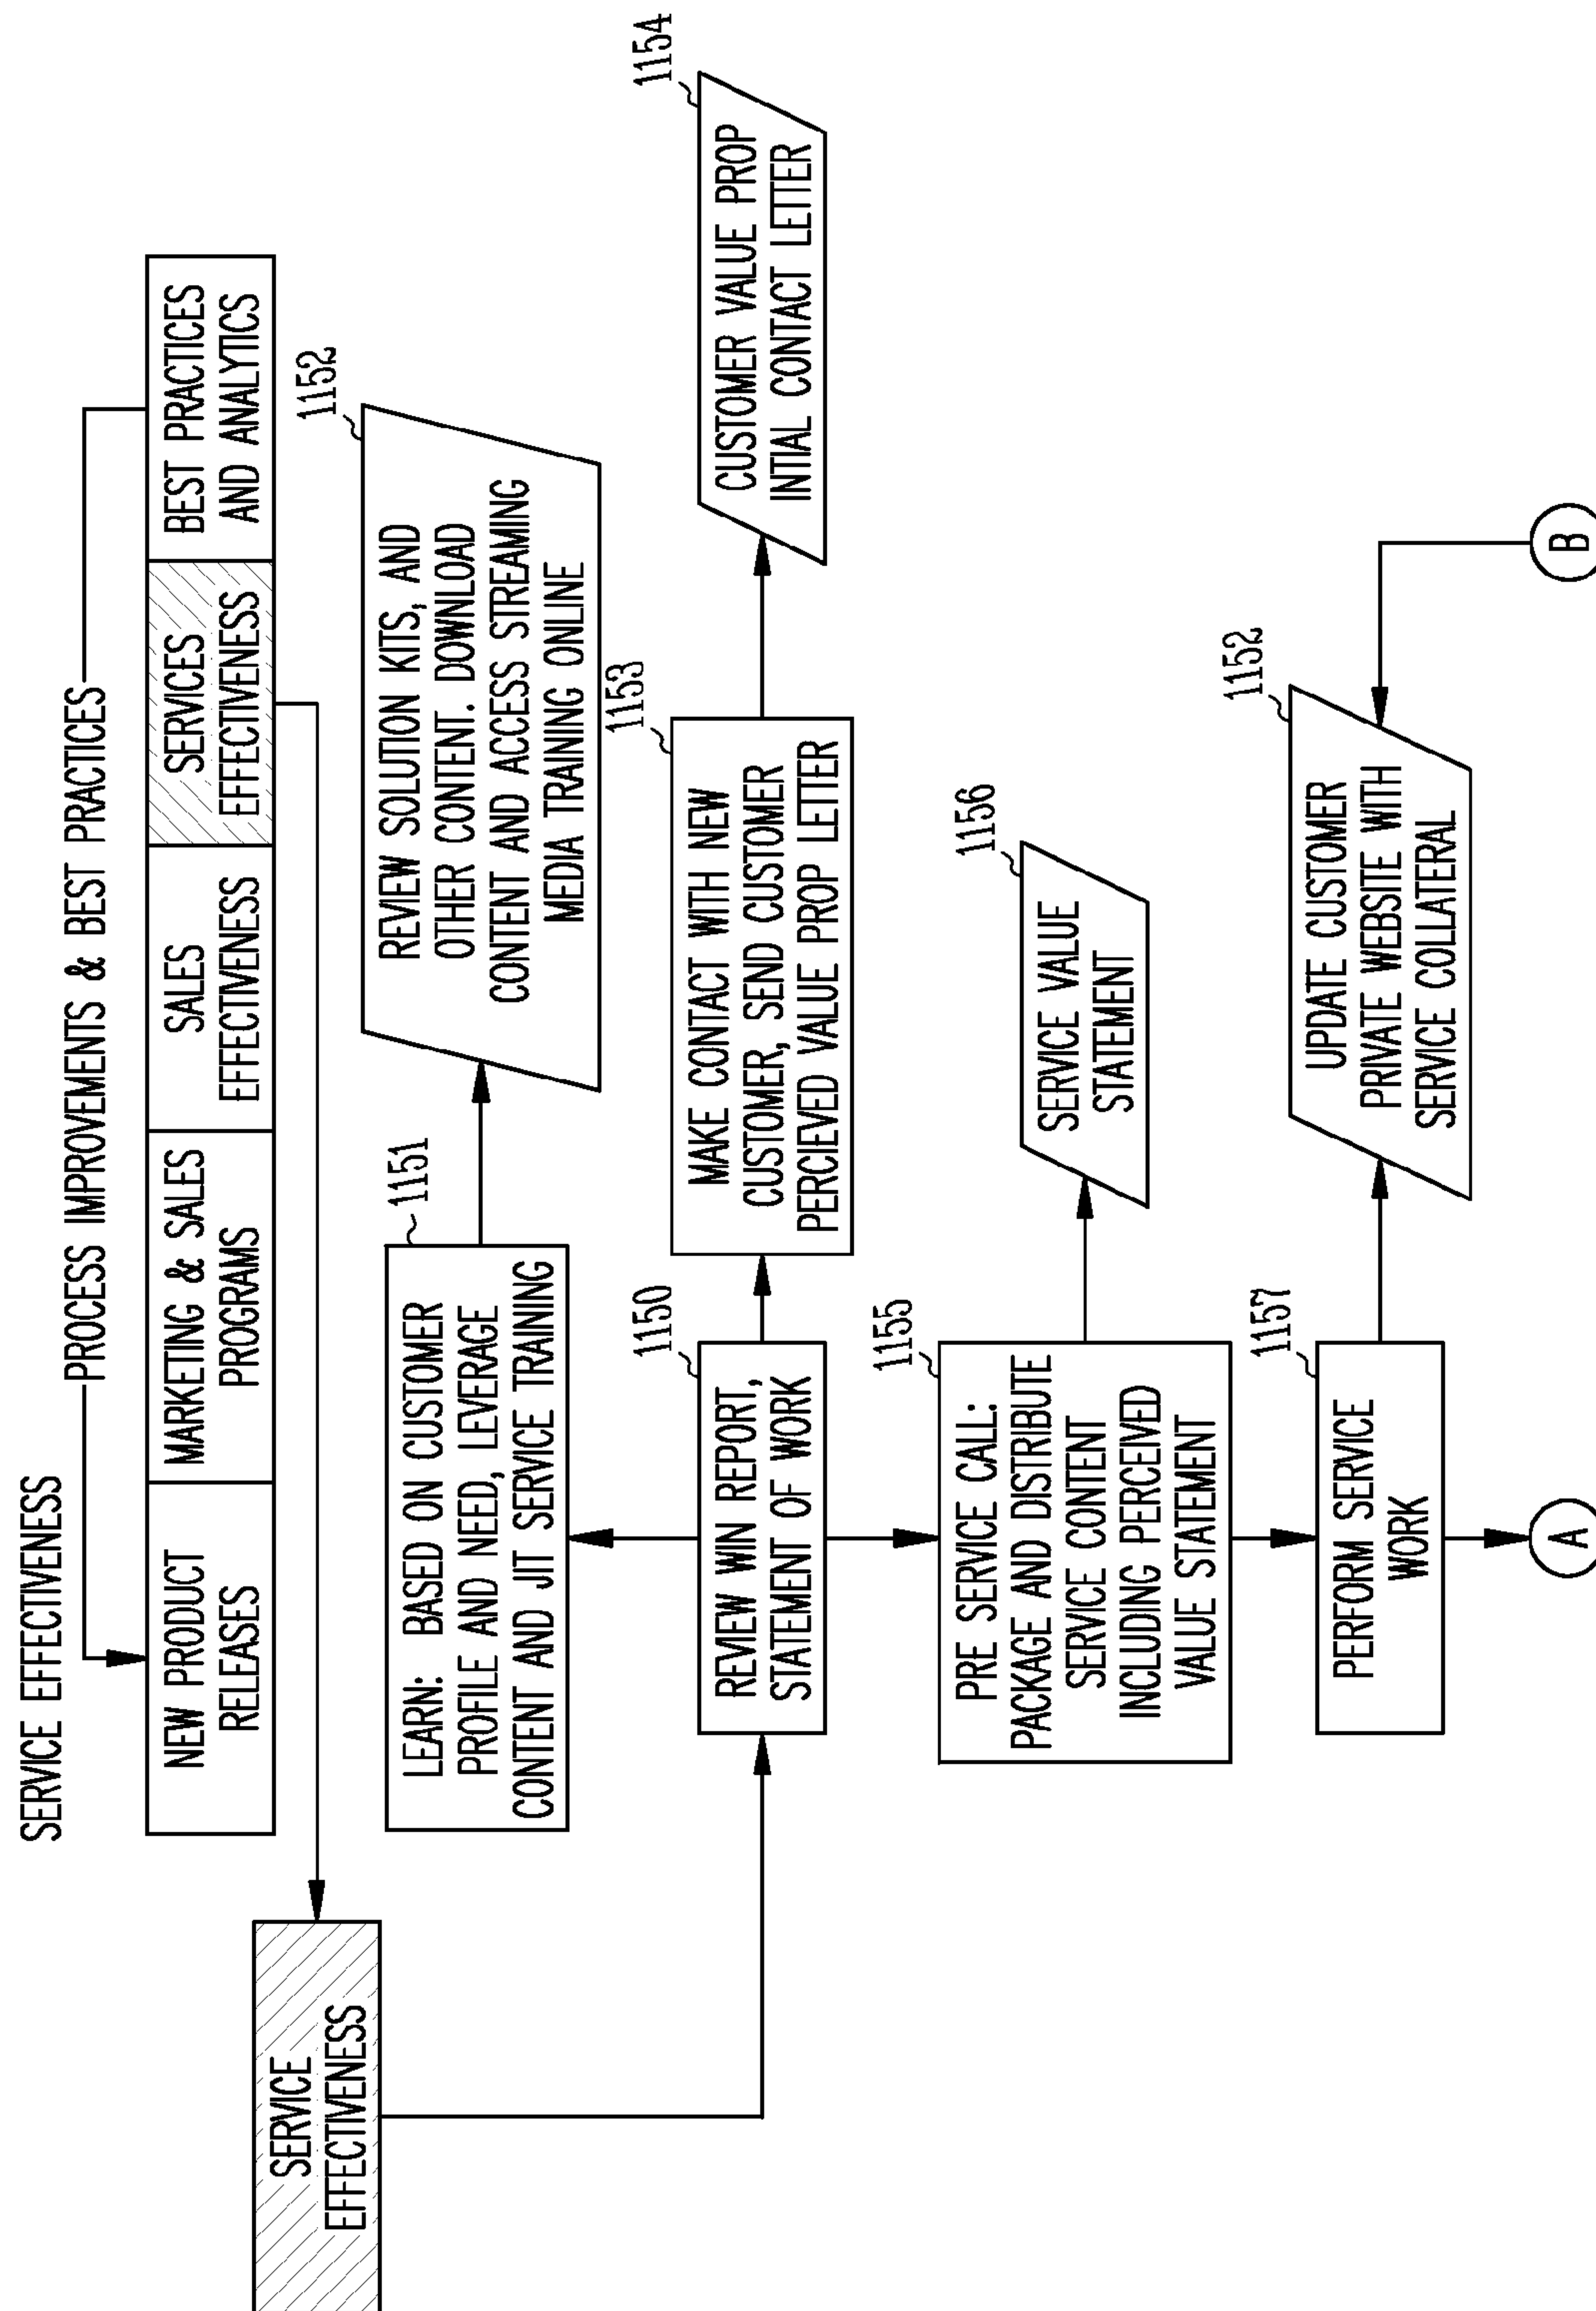 SERVICE EFFECTIVENESS
PROCESS IMPROVEMENTS & BEST PRACTICES
NEW PRODUCT
RELEASES
MARKETING & SALES
PROGRAMS
SALES
EFFECTIVENESS
SERVICES
EFFECTIVENESS
BEST PRACTICES
AND ANALYTICS
SERVICE
EFFECTIVENESS
1151
LEARN: BASED ON CUSTOMER
PROFILE AND NEED, LEVERAGE
CONTENT AND JIT SERVICE TRAINING
1152
REVIEW SOLUTION KITS, AND
OTHER CONTENT. DOWNLOAD
CONTENT AND ACCESS STREAMING
MEDIA TRAINING ONLINE
1150
REVIEW WIN REPORT,
STATEMENT OF WORK
1153
MAKE CONTACT WITH NEW
CUSTOMER, SEND CUSTOMER
PERCIEVED VALUE PROP LETTER
1154
CUSTOMER VALUE PROP
INTIAL CONTACT LETTER
1155
PRE SERVICE CALL:
PACKAGE AND DISTRIBUTE
SERVICE CONTENT
INCLUDING PERCEIVED
VALUE STATEMENT
1156
SERVICE VALUE
STATEMENT
1157
PERFORM SERVICE
WORK
1152
UPDATE CUSTOMER
PRIVATE WEBSITE WITH
SERVICE COLLATERAL
A
B